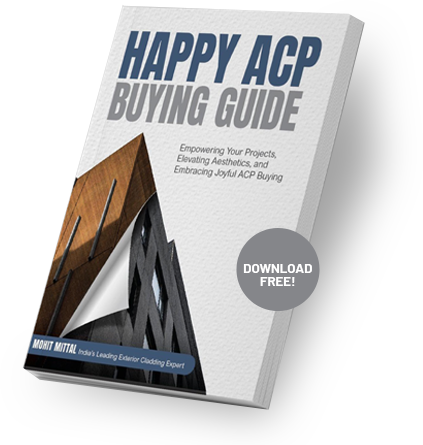 HAPPY ACP
BUYING GUIDE
Empowering Your Projects,
Elevating Aesthetics, and
Embracing Joyful ACP Buying
DOWNLOAD
FREE!
MOHIT MITTAL India's Leading Exterior Cladding Expert